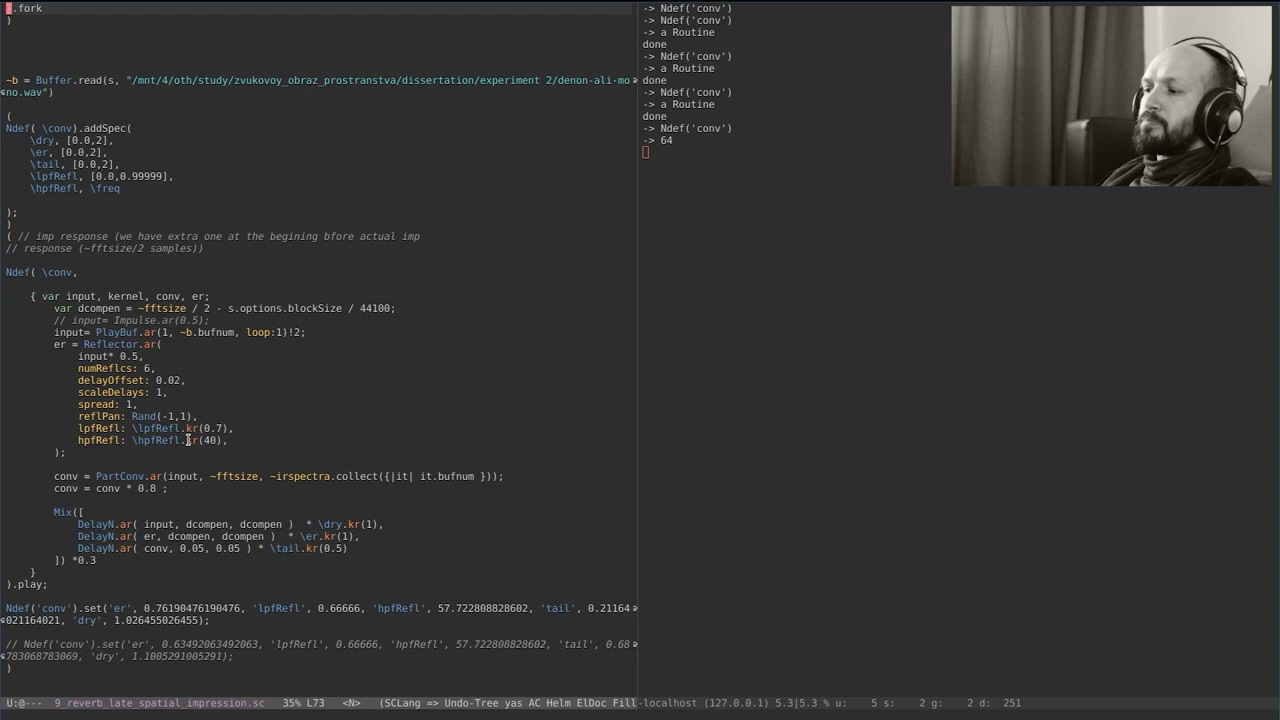 }.fork
)
~b = Buffer.read(s, "/mnt/4/oth/study/zvukovoy_obraz_prostranstva/dissertation/experiment 2/denon-ali-mo
no.wav")
(
Ndef( \conv).addSpec(
\dry, [0.0,2],
\er, [0.0,2],
\tail, [0.0,2],
\lpfRefl, [0.0,0.99999],
\hpfRefl, \freq
);
)
( // imp response (we have extra one at the begining bfore actual imp
// response (~fftsize/2 samples))
Ndef( \conv,
{ var input, kernel, conv, er;
var dcompen = ~fftsize / 2 - s.options.blockSize / 44100;
// input= Impulse.ar(0.5);
input= PlayBuf.ar(1, ~b.bufnum, loop:1)!2;
er = Reflector.ar(
input* 0.5,
numReflcs: 6,
delayOffset: 0.02,
scaleDelays: 1,
spread: 1,
reflPan: Rand(-1,1),
lpfRefl: \lpfRefl.kr(0.7),
hpfRefl: \hpfRefl.kr(40),
);
conv = PartConv.ar(input, ~fftsize, ~irspectra.collect({|it| it.bufnum }));
conv = conv * 0.8 ;
Mix([
DelayN.ar( input, dcompen, dcompen )  * \dry.kr(1),
DelayN.ar( er, dcompen, dcompen )  * \er.kr(1),
DelayN.ar( conv, 0.05, 0.05 ) * \tail.kr(0.5)
]) *0.3
}
).play;
Ndef('conv').set('er', 0.76190476190476, 'lpfRefl', 0.66666, 'hpfRefl', 57.722808828602, 'tail', 0.21164
021164021, 'dry', 1.026455026455);
// Ndef('conv').set('er', 0.63492063492063, 'lpfRefl', 0.66666, 'hpfRefl', 57.722808828602, 'tail', 0.68
783068783069, 'dry', 1.1005291005291);
)
U:@--- 9_reverb_late_spatial_impression.sc 35% L73 <N> (SCLang => Undo-Tree yas AC Helm ElDoc Fill
-> Ndef('conv')
-> Ndef('conv')
-> a Routine
done
-> Ndef('conv')
-> a Routine
done
-> Ndef('conv')
-> a Routine
done
-> Ndef('conv')
-> 64
-localhost (127.0.0.1) 5.3|5.3 % u: 5 s: 2 g: 2 d: 251